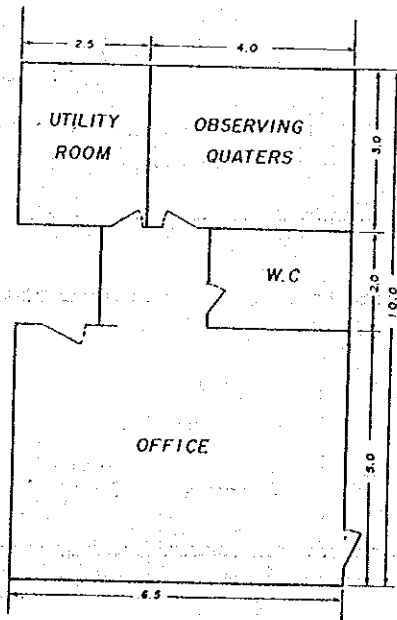 2.5
4.0
UTILITY
ROOM
OBSERVING
QUATERS
3.0
W.C
2.0
10.0
OFFICE
5.0
6.5